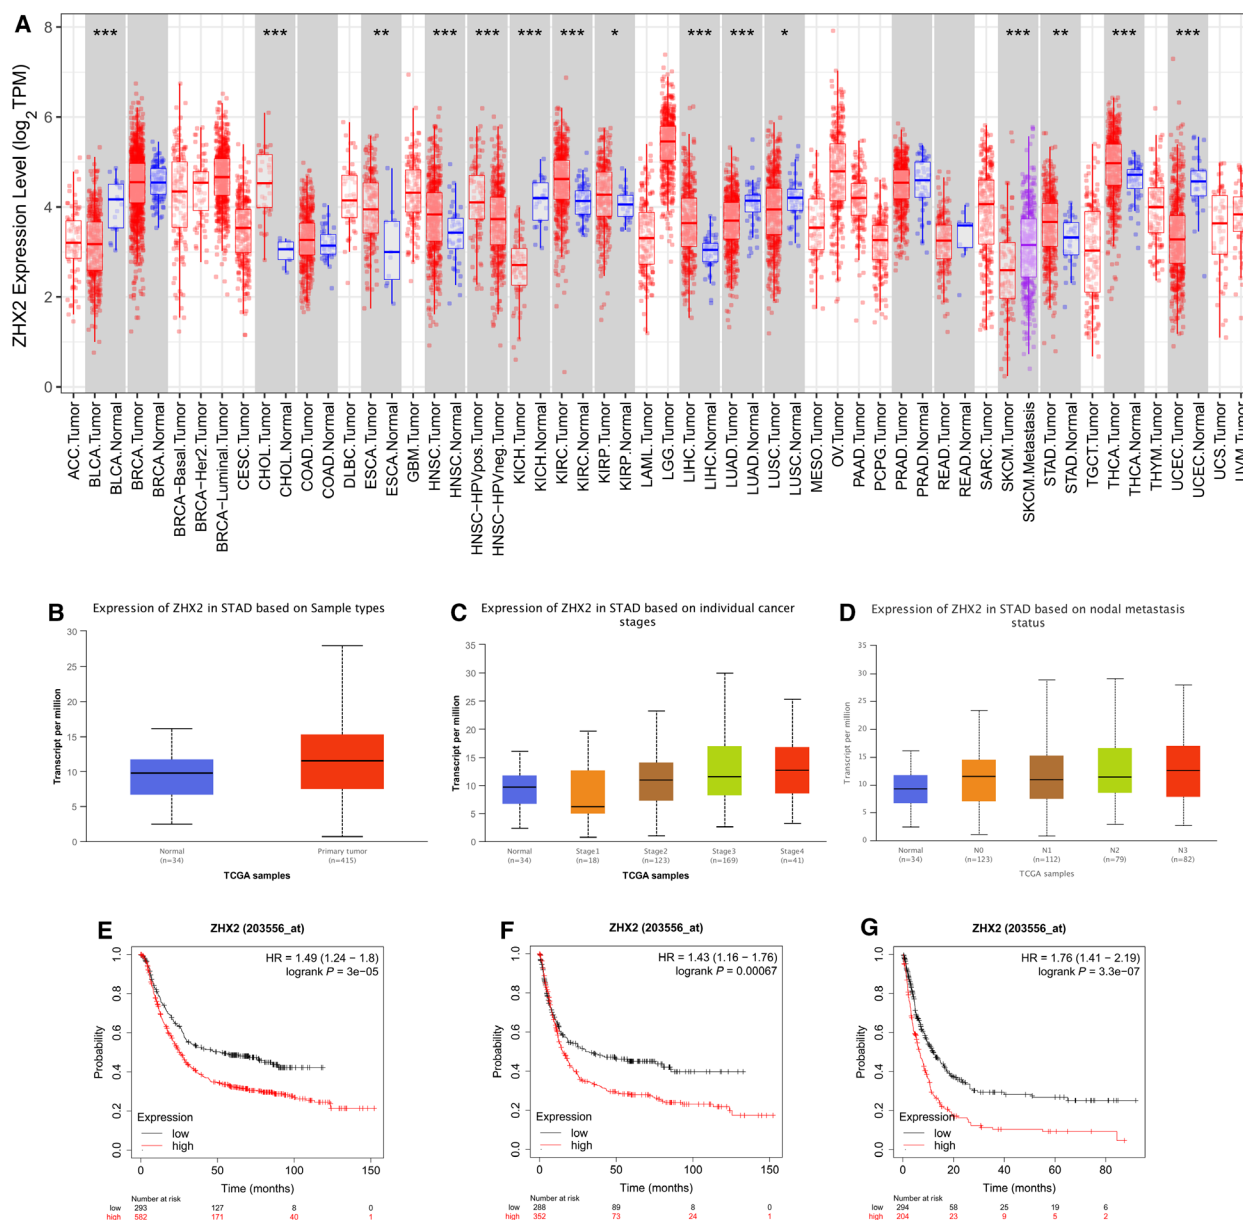 A
ZHX2 Expression Level (log2 TPM)
8
6
4
2
0
*** *** ** *** *** *** *** * *** *** * *** ** *** ***
ACC.Tumor
BLCA.Tumor
BLCA.Normal
BRCA.Tumor
BRCA.Normal
BRCA−Basal.Tumor
BRCA−Her2.Tumor
BRCA−Luminal.Tumor
CESC.Tumor
CHOL.Tumor
CHOL.Normal
COAD.Tumor
COAD.Normal
DLBC.Tumor
ESCA.Tumor
ESCA.Normal
GBM.Tumor
HNSC.Tumor
HNSC.Normal
HNSC−HPVpos.Tumor
HNSC−HPVneg.Tumor
KICH.Tumor
KICH.Normal
KIRC.Tumor
KIRC.Normal
KIRP.Tumor
KIRP.Normal
LAML.Tumor
LGG.Tumor
LIHC.Tumor
LIHC.Normal
LUAD.Tumor
LUAD.Normal
LUSC.Tumor
LUSC.Normal
MESO.Tumor
OV.Tumor
PAAD.Tumor
PCPG.Tumor
PRAD.Tumor
PRAD.Normal
READ.Tumor
READ.Normal
SARC.Tumor
SKCM.Tumor
SKCM.Metastasis
STAD.Tumor
STAD.Normal
TGCT.Tumor
THCA.Tumor
THCA.Normal
THYM.Tumor
UCEC.Tumor
UCEC.Normal
UCS.Tumor
UVM.Tumor
B
Expression of ZHX2 in STAD based on Sample types
Transcript per million
30
25
20
15
10
5
0
Normal
(n=34)
Primary tumor
(n=415)
TCGA samples
C
Expression of ZHX2 in STAD based on individual cancer
stages
Transcript per million
35
30
25
20
15
10
5
0
Normal
(n=34)
Stage1
(n=18)
Stage2
(n=123)
Stage3
(n=169)
Stage4
(n=41)
TCGA samples
D
Expression of ZHX2 in STAD based on nodal metastasis
status
Transcript per million
35
30
25
20
15
10
5
0
Normal
(n=34)
N0
(n=123)
N1
(n=112)
N2
(n=79)
N3
(n=82)
TCGA samples
E
ZHX2 (203556_at)
HR = 1.49 (1.24 − 1.8)
logrank P = 3e−05
Probability
1.0
0.8
0.6
0.4
0.2
0.0
Expression
low
high
0 50 100 150
Time (months)
Number at risk
low 293 127 8 0
high 582 171 40 1
F
ZHX2 (203556_at)
HR = 1.43 (1.16 − 1.76)
logrank P = 0.00067
Probability
1.0
0.8
0.6
0.4
0.2
0.0
Expression
low
high
0 50 100 150
Time (months)
Number at risk
low 288 89 8 0
high 352 73 24 1
G
ZHX2 (203556_at)
HR = 1.76 (1.41 − 2.19)
logrank P = 3.3e−07
Probability
1.0
0.8
0.6
0.4
0.2
0.0
Expression
low
high
0 20 40 60 80
Time (months)
Number at risk
low 294 58 25 19 6
high 204 23 9 5 2